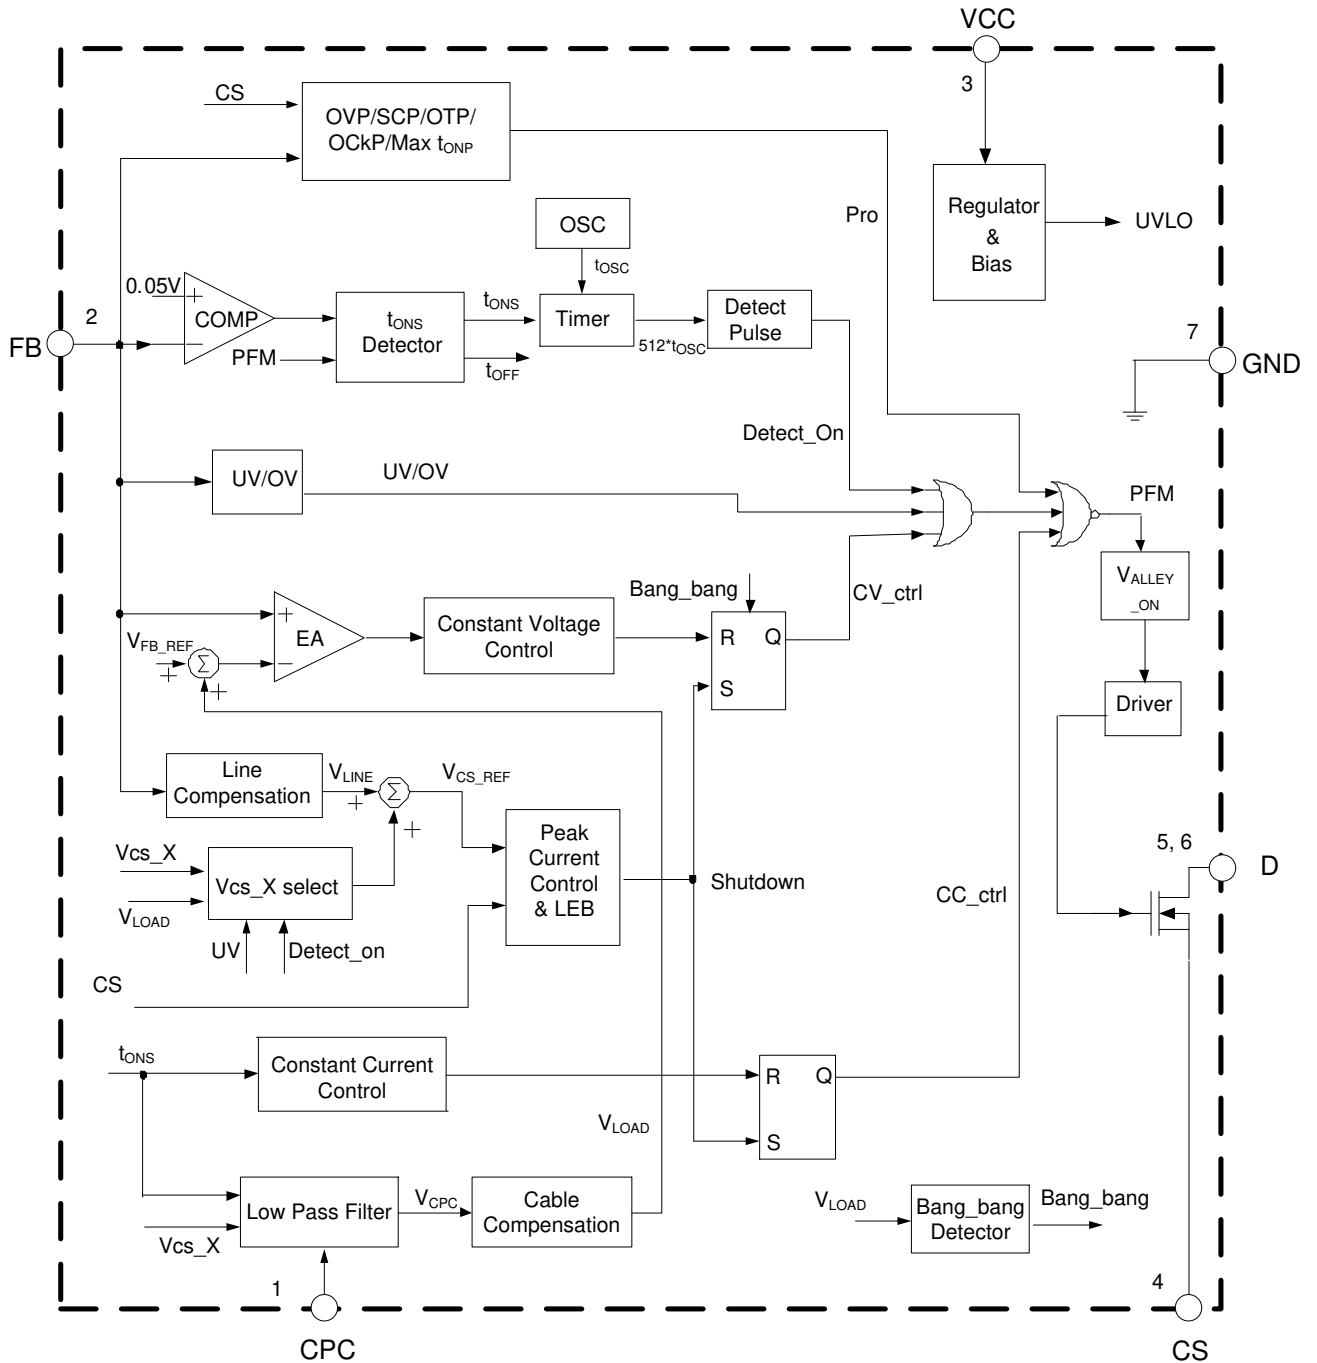 VCC
3
CS
OVP/SCP/OTP/
OCkP/Max tONP
Pro
Regulator
&
Bias
UVLO
OSC
tOSC
0.05V
+
COMP
−
PFM
tONS
Detector
tONS
tOFF
Timer
512*tOSC
Detect
Pulse
2
FB
7
GND
Detect_On
UV/OV
UV/OV
PFM
VALLEY
_ON
Bang_bang
CV_ctrl
+
EA
−
Constant Voltage
Control
R
Q
S
VFB_REF
+
Σ
+
Driver
Line
Compensation
VLINE
+
Σ
+
VCS_REF
Peak
Current
Control
& LEB
Shutdown
Vcs_X
VLOAD
Vcs_X select
UV
Detect_on
CS
CC_ctrl
5, 6
D
tONS
Constant Current
Control
R
Q
S
VLOAD
Low Pass Filter
Vcs_X
VCPC
Cable
Compensation
VLOAD
Bang_bang
Detector
Bang_bang
1
CPC
4
CS